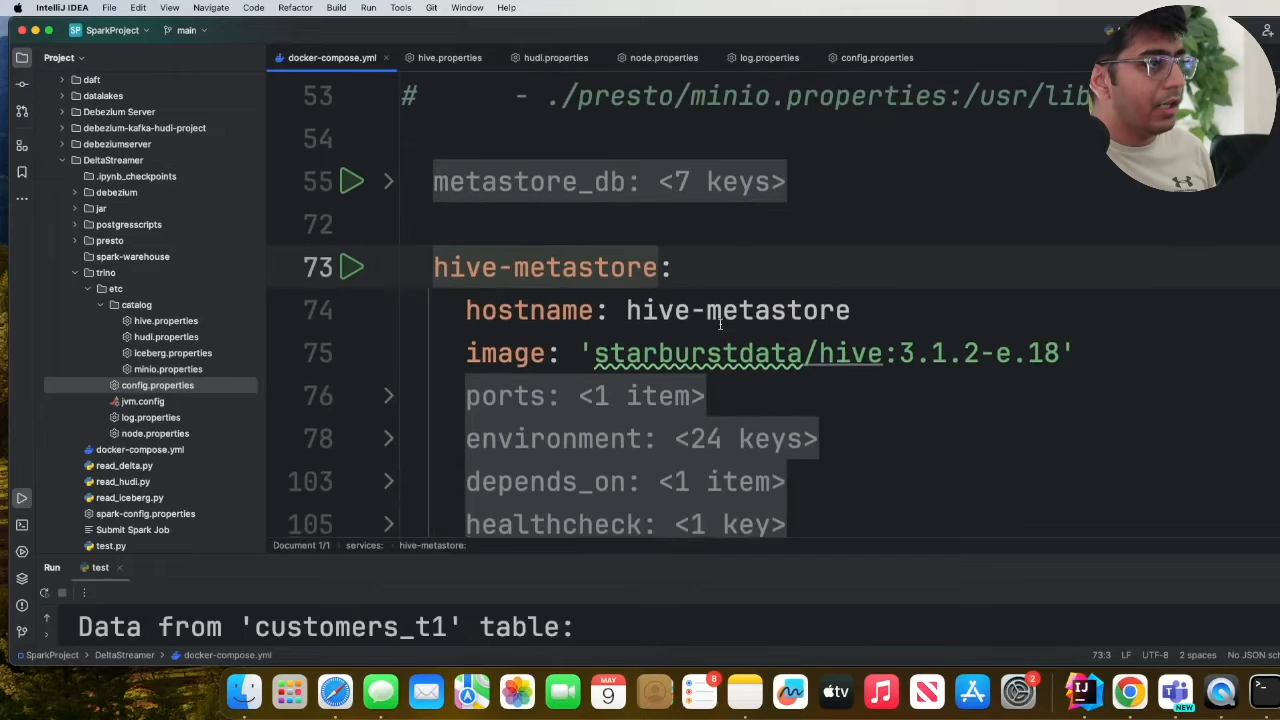 IntelliJ IDEA File Edit View Navigate Code Refactor Build Run Tools Git Window Help
SP SparkProject main
Project
docker-compose.yml hive.properties hudi.properties node.properties log.properties config.properties
daft
datalakes
Debezium Server
debezium-kafka-hudi-project
debeziumserver
DeltaStreamer
.ipynb_checkpoints
debezium
jar
postgresscripts
presto
spark-warehouse
trino
etc
catalog
hive.properties
hudi.properties
iceberg.properties
minio.properties
config.properties
jvm.config
log.properties
node.properties
docker-compose.yml
read_delta.py
read_hudi.py
read_iceberg.py
spark-config.properties
Submit Spark Job
test.py
53 # - ./presto/minio.properties:/usr/lib
54
55 metastore_db: <7 keys>
72
73 hive-metastore:
74 hostname: hive-metastore
75 image: 'starburstdata/hive:3.1.2-e.18'
76 ports: <1 item>
78 environment: <24 keys>
103 depends_on: <1 item>
105 healthcheck: <1 key>
Document 1/1 services: hive-metastore:
Run test
Data from 'customers_t1' table:
SparkProject DeltaStreamer docker-compose.yml 73:3 LF UTF-8 2 spaces No JSON
MAY
9
8
tv
2
IJ
NEW